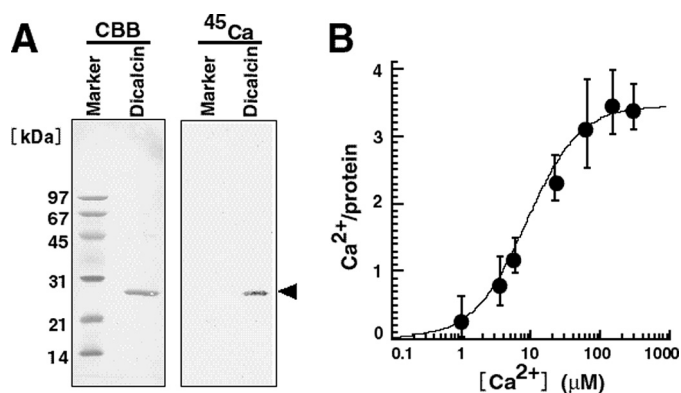 A
CBB
45Ca
Marker
Dicalcin
Marker
Dicalcin
[kDa]
97
67
45
31
21
14
B
Ca2+/protein
4
3
2
1
0
0.1
1
10
100
1000
[Ca2+] (μM)